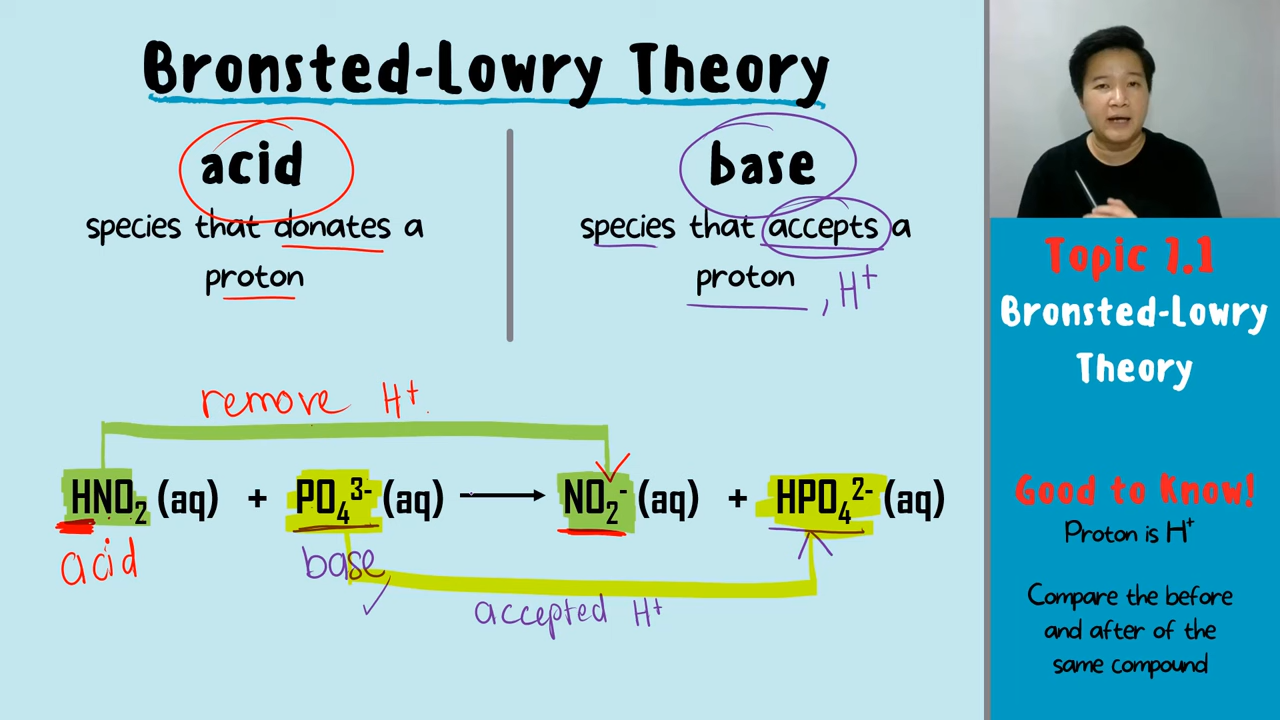 Bronsted-Lowry Theory
acid
species that donates a
proton
base
species that accepts a
proton , H⁺
remove H⁺.
HNO₂ (aq) + PO₄³⁻ (aq) → NO₂⁻ (aq) + HPO₄²⁻ (aq)
acid
base
accepted H⁺
Topic 7.1
Bronsted-Lowry
Theory
Good to Know!
Proton is H⁺
Compare the before
and after of the
same compound